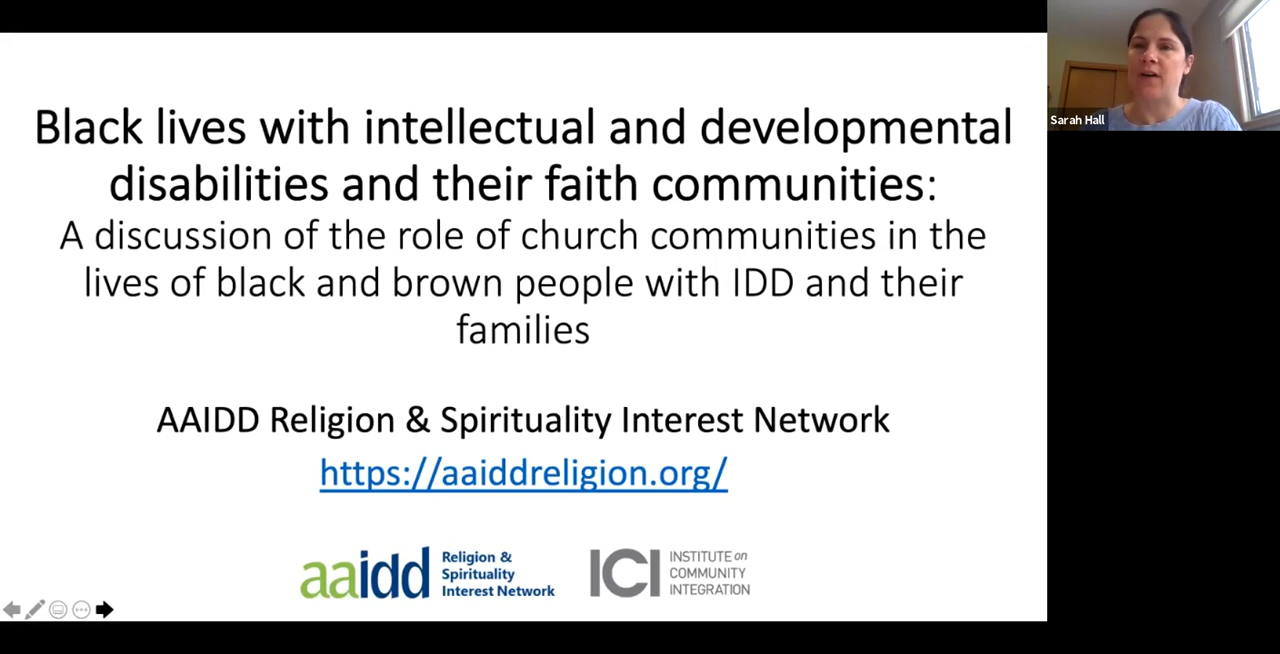 Black lives with intellectual and developmental
disabilities and their faith communities:
A discussion of the role of church communities in the
lives of black and brown people with IDD and their
families
AAIDD Religion & Spirituality Interest Network
https://aaiddreligion.org/
aaidd
Religion &
Spirituality
Interest Network
ICI
INSTITUTE on
COMMUNITY
INTEGRATION
Sarah Hall